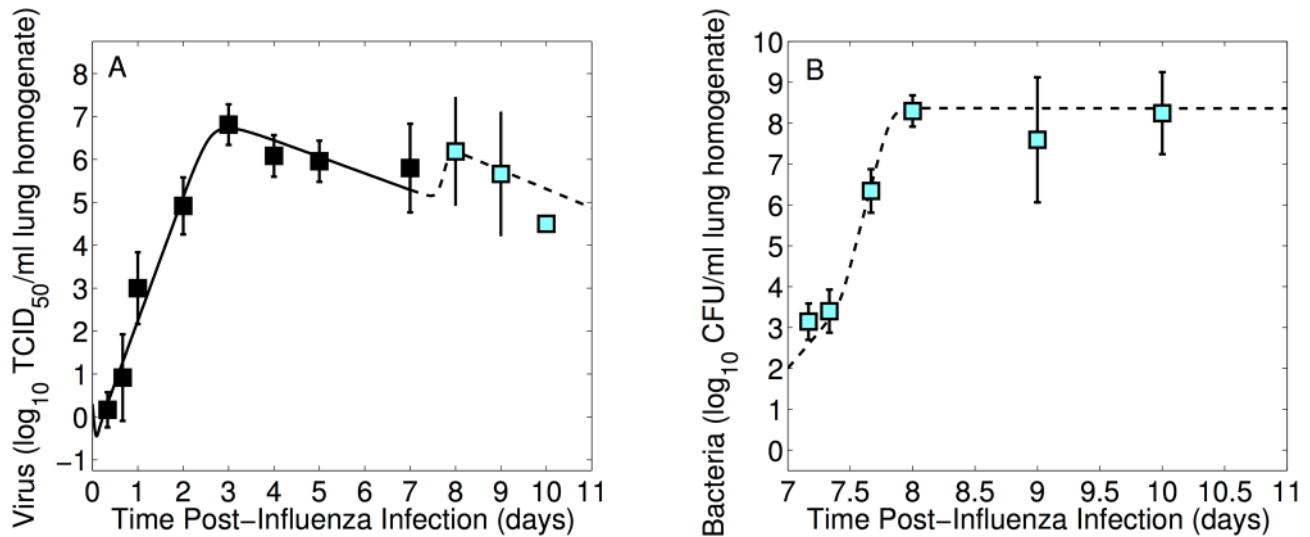 A
Virus (log10 TCID50/ml lung homogenate)
8
7
6
5
4
3
2
1
0
−1
0 1 2 3 4 5 6 7 8 9 10 11
Time Post−Influenza Infection (days)
B
Bacteria (log10 CFU/ml lung homogenate)
10
9
8
7
6
5
4
3
2
1
0
7 7.5 8 8.5 9 9.5 10 10.5 11
Time Post−Influenza Infection (days)